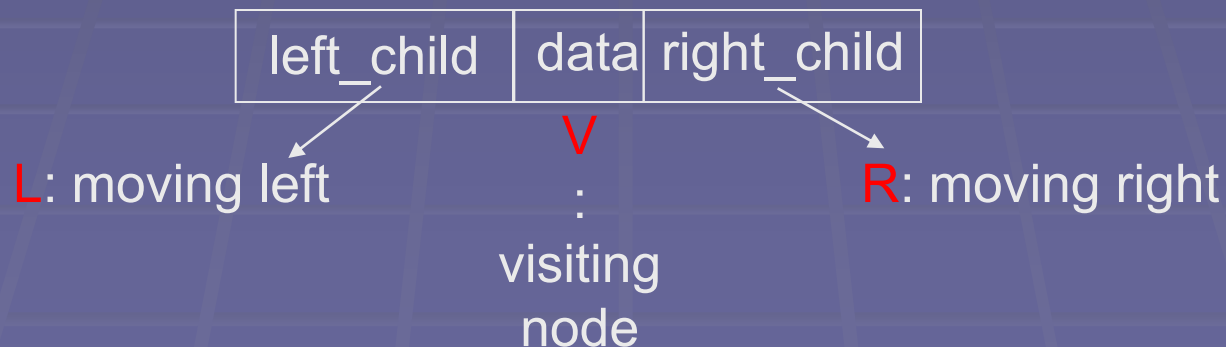 left_child data right_child
V
L: moving left
:
R: moving right
visiting
node